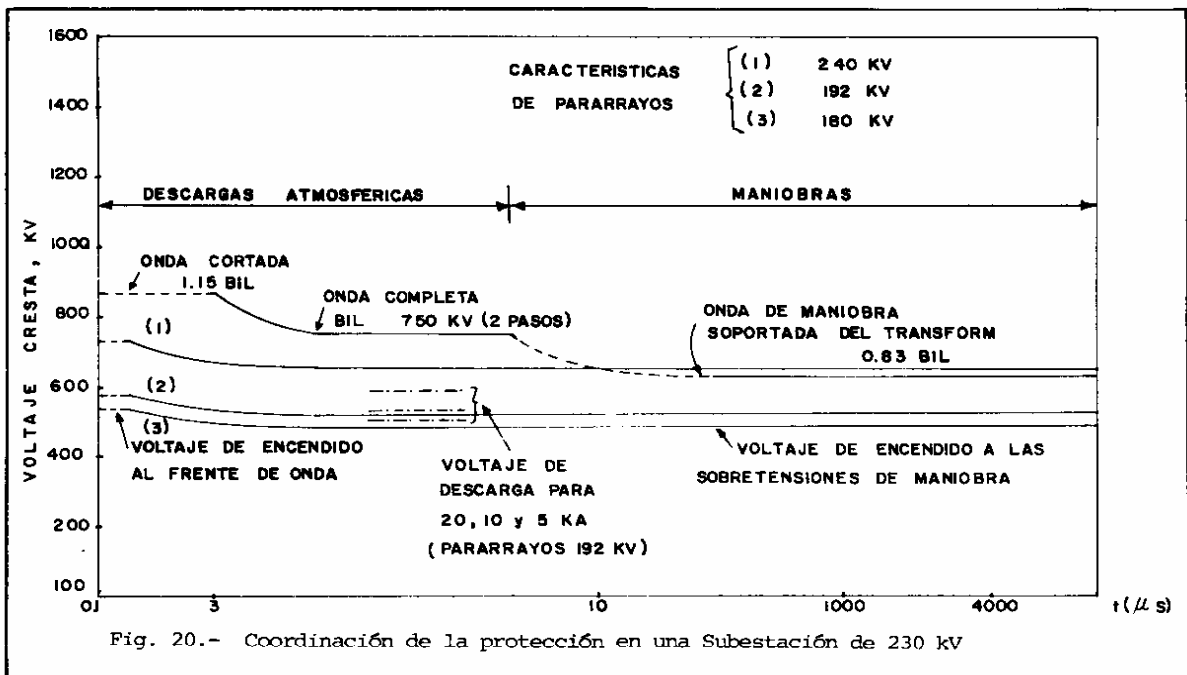 1600
1400
1200
1000
800
600
400
200
100
VOLTAJE CRESTA, KV
CARACTERISTICAS
DE PARARRAYOS
(1) 240 KV
(2) 192 KV
(3) 180 KV
DESCARGAS ATMOSFERICAS
MANIOBRAS
ONDA CORTADA
1.15 BIL
ONDA COMPLETA
BIL 750 KV (2 PASOS)
ONDA DE MANIOBRA
SOPORTADA DEL TRANSFORM
0.83 BIL
(1)
(2)
(3)
VOLTAJE DE ENCENDIDO
AL FRENTE DE ONDA
VOLTAJE DE
DESCARGA PARA
20, 10 y 5 KA
(PARARRAYOS 192 KV)
VOLTAJE DE ENCENDIDO A LAS
SOBRETENSIONES DE MANIOBRA
0.1 3 10 1000 4000 t(μ s)
Fig. 20.- Coordinación de la protección en una Subestación de 230 kV